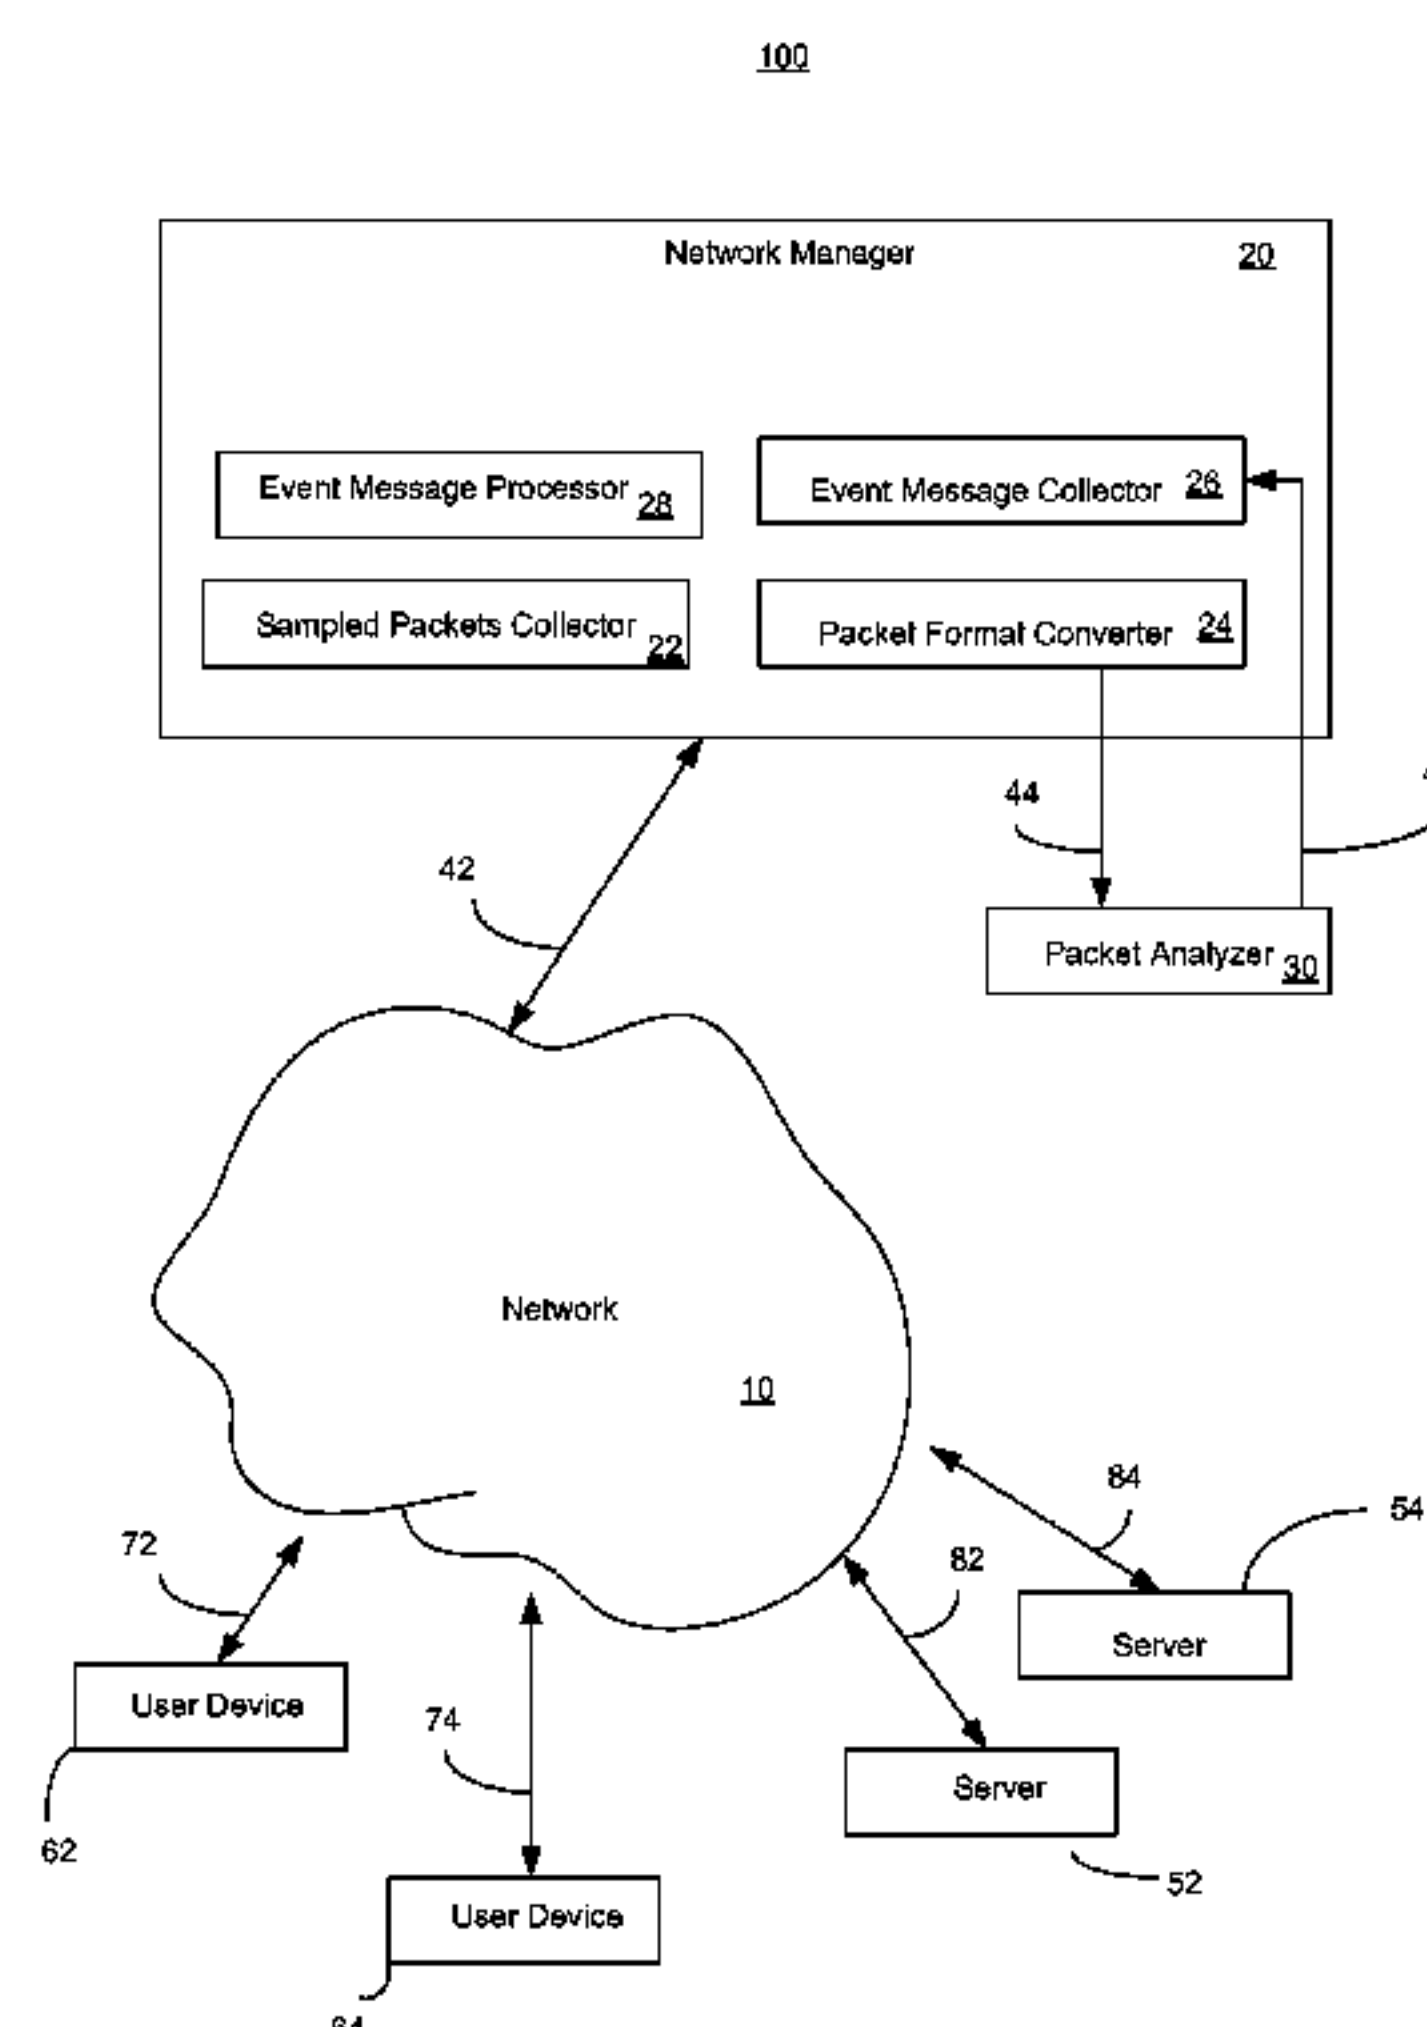 100
Network Manager 20
Event Message Processor 28
Event Message Collector 26
Sampled Packets Collector 22
Packet Format Converter 24
44
42
Packet Analyzer 30
Network
10
84
54
72
82
Server
User Device
74
Server
62
52
User Device